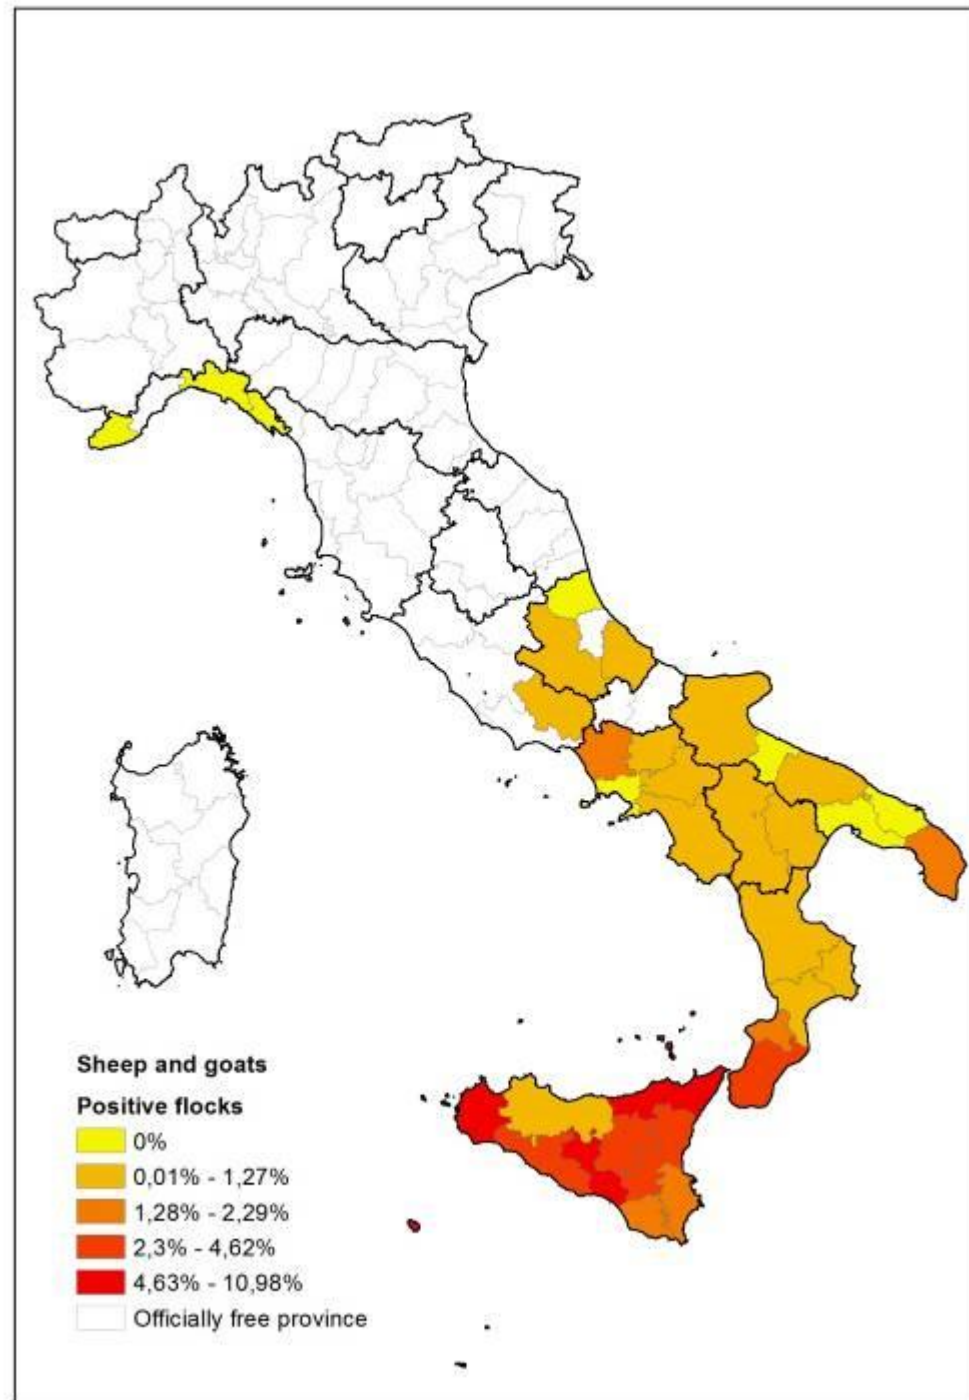 Sheep and goats
Positive flocks
0%
0,01% - 1,27%
1,28% - 2,29%
2,3% - 4,62%
4,63% - 10,98%
Officially free province